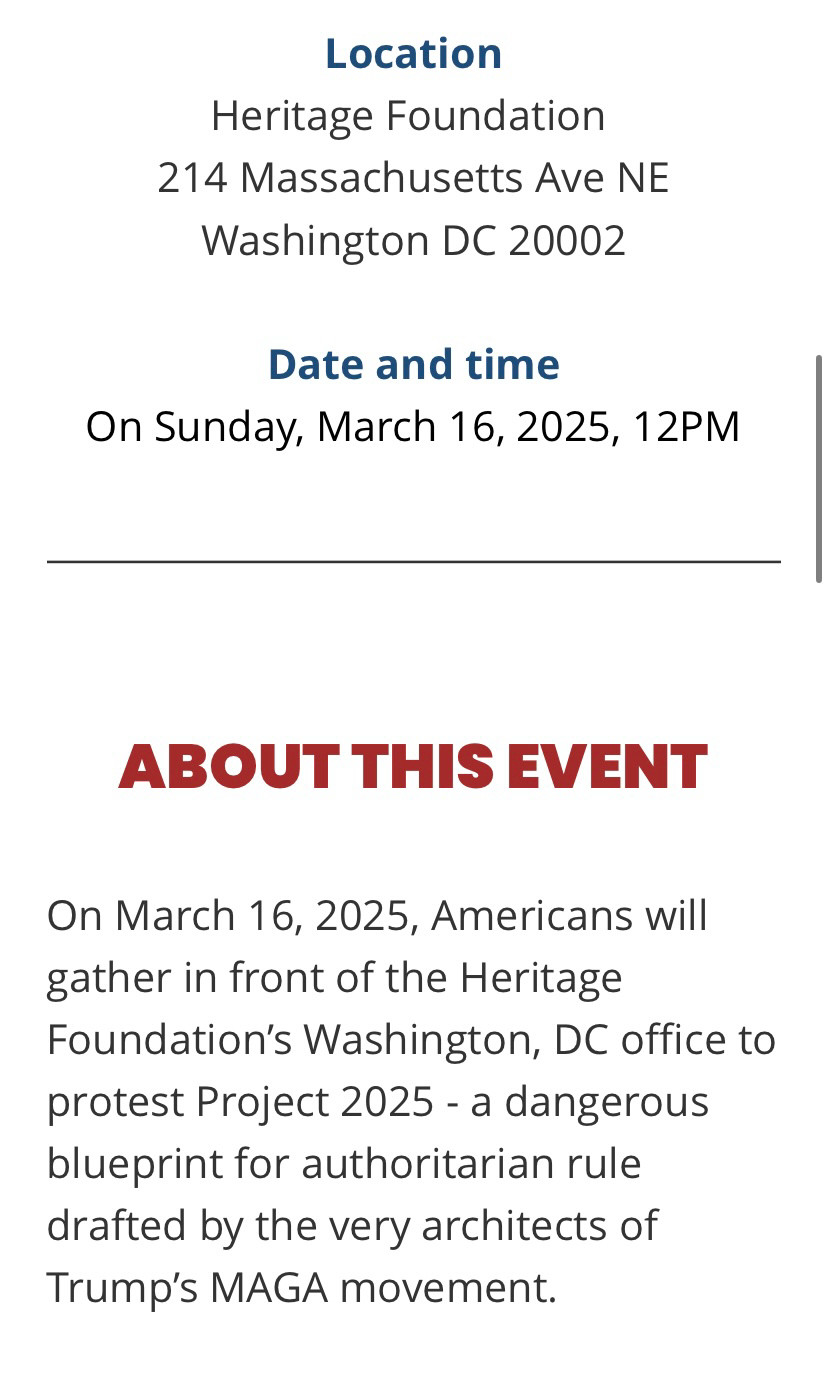 Location
Heritage Foundation
214 Massachusetts Ave NE
Washington DC 20002
Date and time
On Sunday, March 16, 2025, 12PM
ABOUT THIS EVENT
On March 16, 2025, Americans will
gather in front of the Heritage
Foundation’s Washington, DC office to
protest Project 2025 - a dangerous
blueprint for authoritarian rule
drafted by the very architects of
Trump’s MAGA movement.